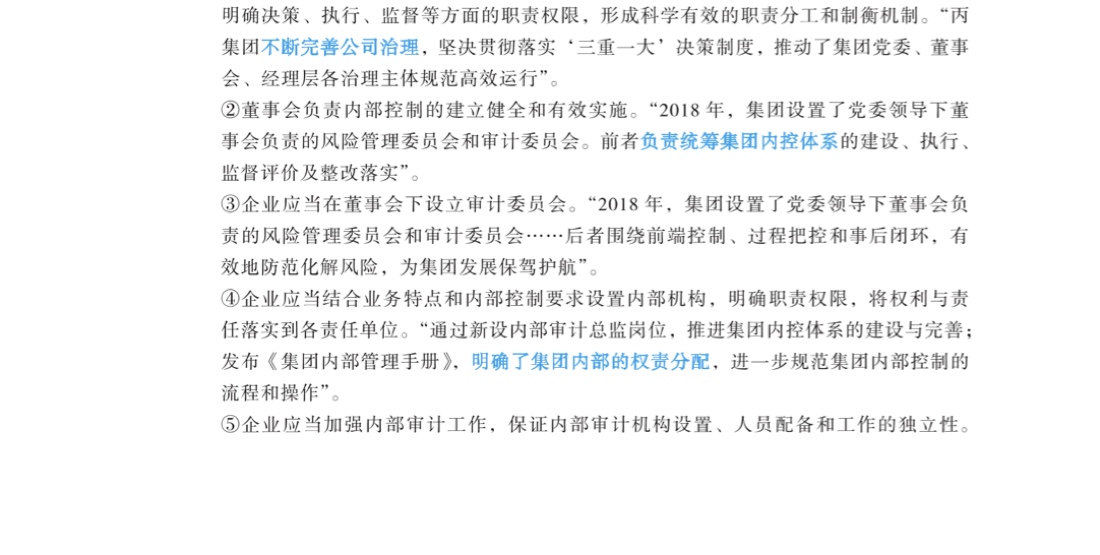 明确决策、执行、监督等方面的职责权限，形成科学有效的职责分工和制衡机制。“丙
集团不断完善公司治理，坚决贯彻落实‘三重一大’决策制度，推动了集团党委、董事
会、经理层各治理主体规范高效运行”。
②董事会负责内部控制的建立健全和有效实施。“2018 年，集团设置了党委领导下董
事会负责的风险管理委员会和审计委员会。前者负责统筹集团内控体系的建设、执行、
监督评价及整改落实”。
③企业应当在董事会下设立审计委员会。“2018 年，集团设置了党委领导下董事会负
责的风险管理委员会和审计委员会……后者围绕前端控制、过程把控和事后闭环，有
效地防范化解风险，为集团发展保驾护航”。
④企业应当结合业务特点和内部控制要求设置内部机构，明确职责权限，将权利与责
任落实到各责任单位。“通过新设内部审计总监岗位，推进集团内控体系的建设与完善；
发布《集团内部管理手册》，明确了集团内部的权责分配，进一步规范集团内部控制的
流程和操作”。
⑤企业应当加强内部审计工作，保证内部审计机构设置、人员配备和工作的独立性。